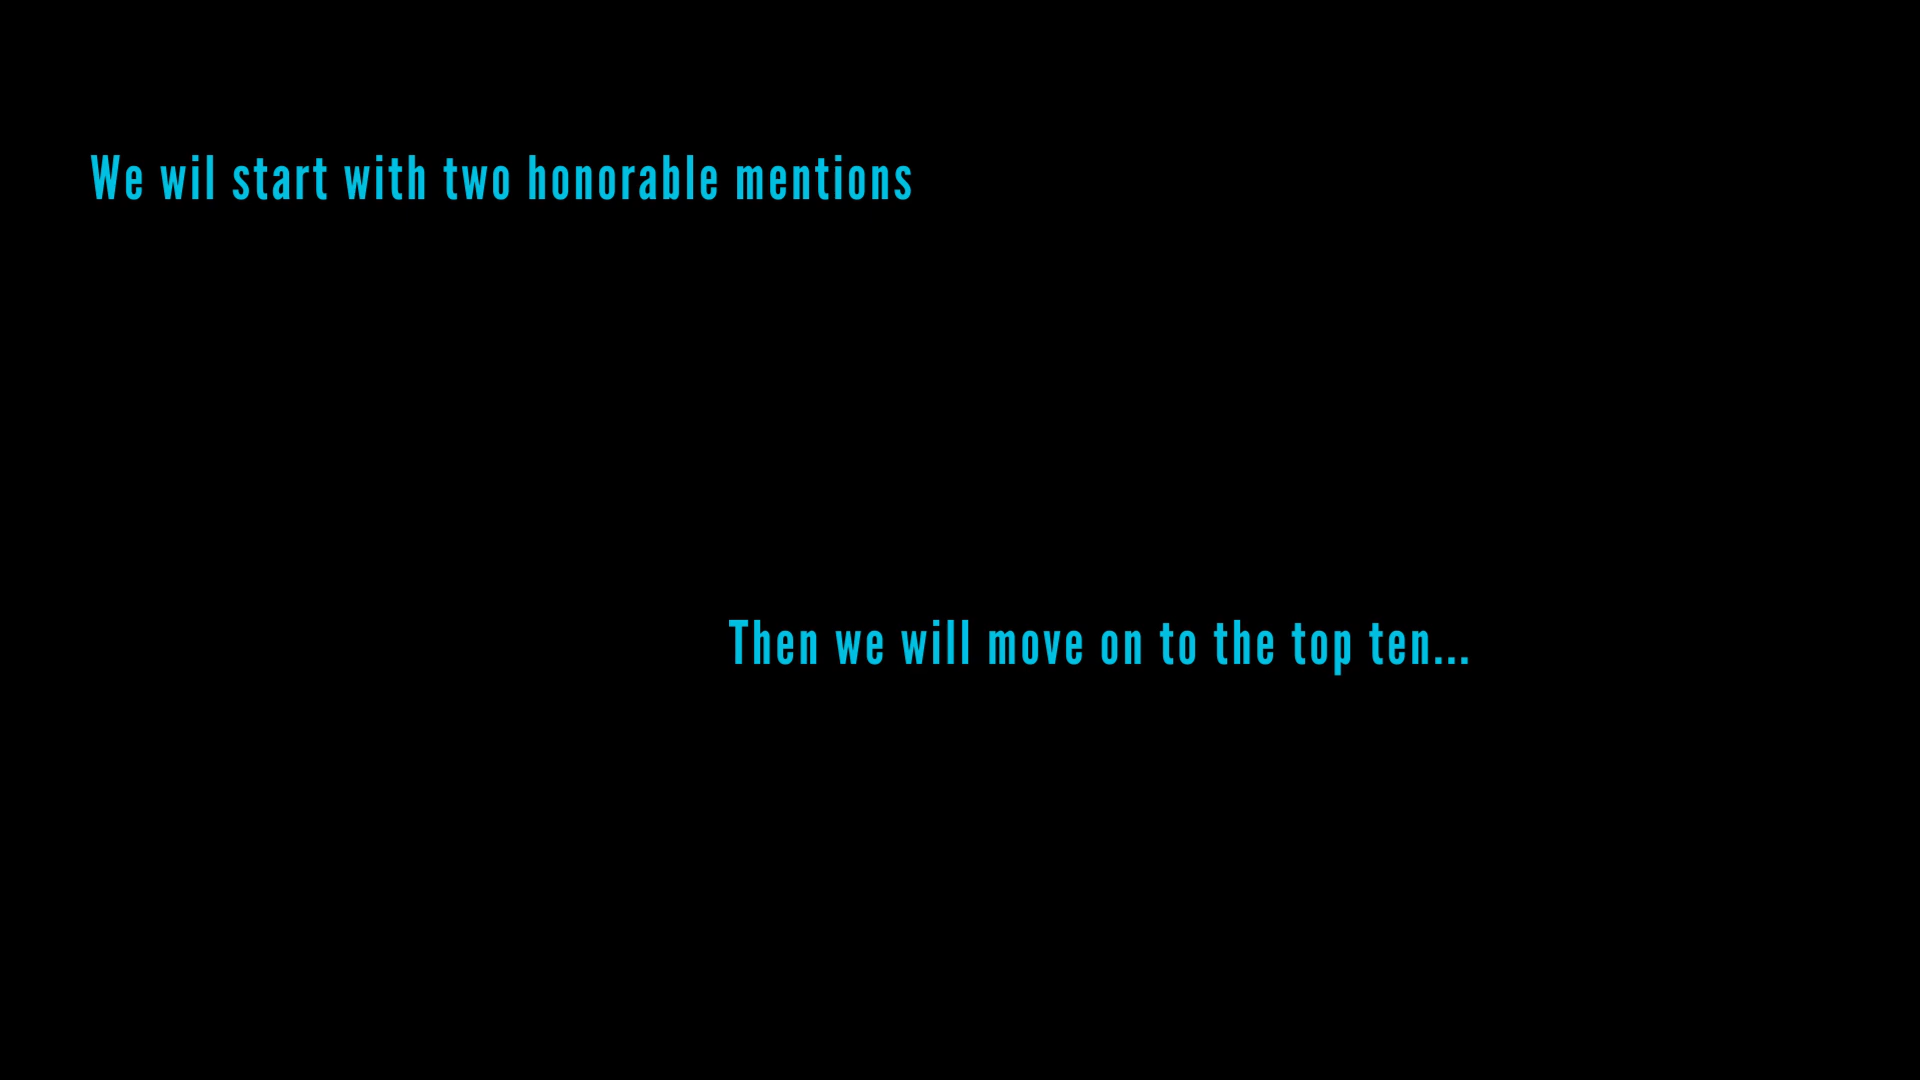 We wil start with two honorable mentions
Then we will move on to the top ten...